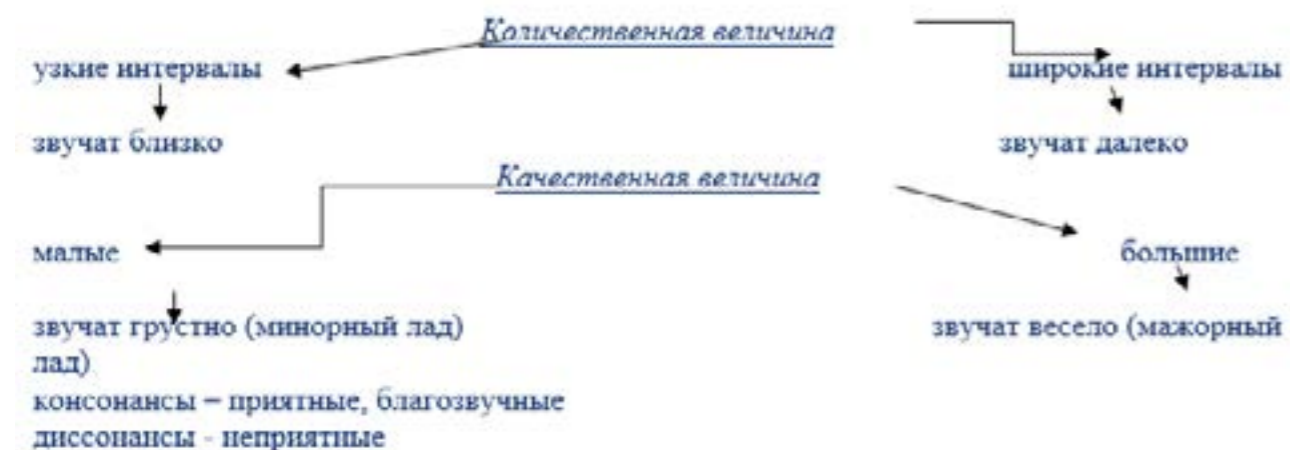 Количественная величина
узкие интервалы широкие интервалы
звучат близко звучат далеко
Качественная величина
малые большие
звучат грустно (минорный лад) звучат весело (мажорный
лад)
консонансы – приятные, благозвучные
диссонансы - неприятные